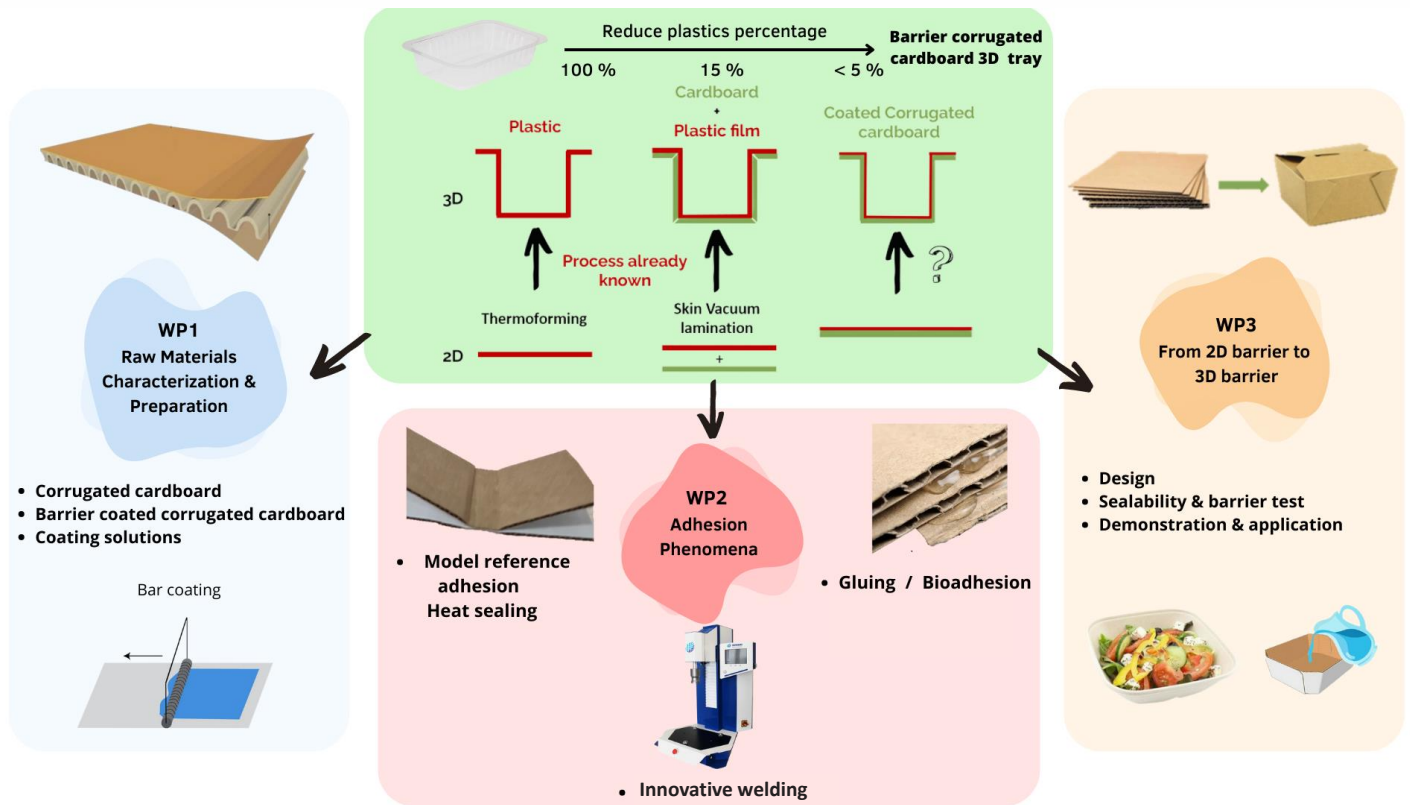 Reduce plastics percentage
Barrier corrugated
cardboard 3D tray
100 %
15 %
< 5 %
Plastic
Cardboard
+
Plastic film
Coated Corrugated
cardboard
3D
Process already
known
?
Thermoforming
Skin Vacuum
lamination
2D
+
WP1
Raw Materials
Characterization &
Preparation
• Corrugated cardboard
• Barrier coated corrugated cardboard
• Coating solutions
Bar coating
WP2
Adhesion
Phenomena
• Model reference
adhesion
Heat sealing
• Gluing / Bioadhesion
• Innovative welding
WP3
From 2D barrier to
3D barrier
• Design
• Sealability & barrier test
• Demonstration & application